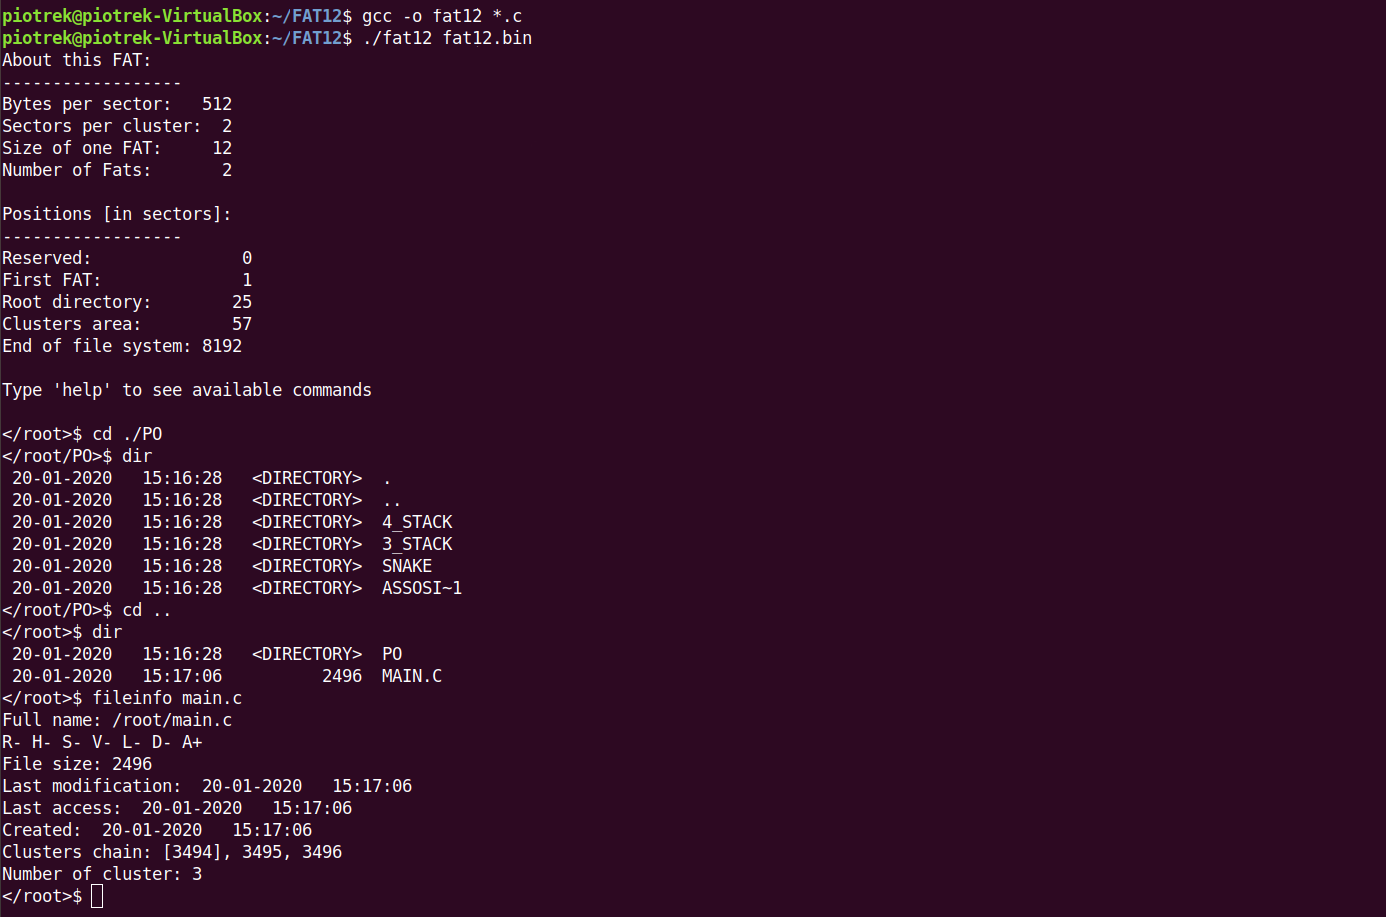 piotrek@piotrek-VirtualBox:~/FAT12$ gcc -o fat12 *.c
piotrek@piotrek-VirtualBox:~/FAT12$ ./fat12 fat12.bin
About this FAT:
------------------
Bytes per sector:   512
Sectors per cluster:  2
Size of one FAT:     12
Number of Fats:       2

Positions [in sectors]:
------------------
Reserved:               0
First FAT:              1
Root directory:        25
Clusters area:         57
End of file system: 8192

Type 'help' to see available commands

</root>$ cd ./PO
</root/PO>$ dir
 20-01-2020   15:16:28   <DIRECTORY>  .
 20-01-2020   15:16:28   <DIRECTORY>  ..
 20-01-2020   15:16:28   <DIRECTORY>  4_STACK
 20-01-2020   15:16:28   <DIRECTORY>  3_STACK
 20-01-2020   15:16:28   <DIRECTORY>  SNAKE
 20-01-2020   15:16:28   <DIRECTORY>  ASSOSI~1
</root/PO>$ cd ..
</root>$ dir
 20-01-2020   15:16:28   <DIRECTORY>  PO
 20-01-2020   15:17:06          2496  MAIN.C
</root>$ fileinfo main.c
Full name: /root/main.c
R- H- S- V- L- D- A+
File size: 2496
Last modification:  20-01-2020   15:17:06
Last access:  20-01-2020   15:17:06
Created:  20-01-2020   15:17:06
Clusters chain: [3494], 3495, 3496
Number of cluster: 3
</root>$